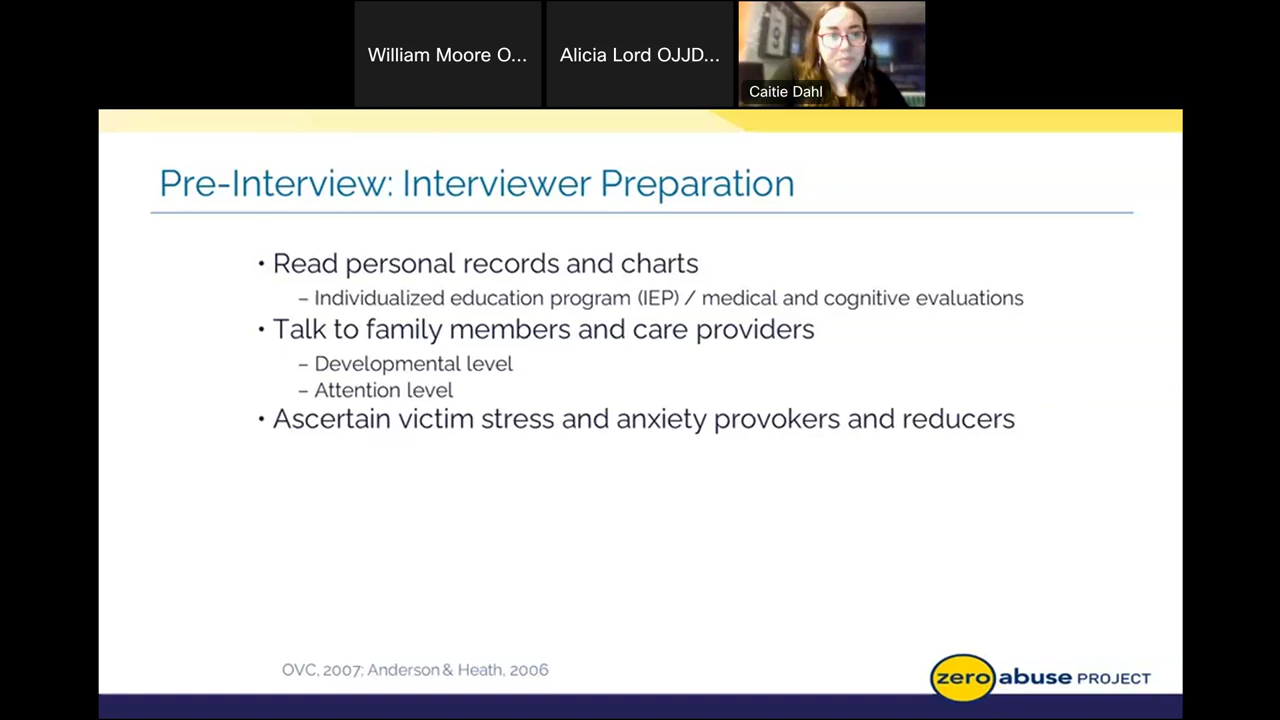 William Moore O...
Alicia Lord OJJD...
Caitie Dahl
Pre-Interview: Interviewer Preparation
• Read personal records and charts
– Individualized education program (IEP) / medical and cognitive evaluations
• Talk to family members and care providers
– Developmental level
– Attention level
• Ascertain victim stress and anxiety provokers and reducers
OVC, 2007; Anderson & Heath, 2006
zero abuse PROJECT